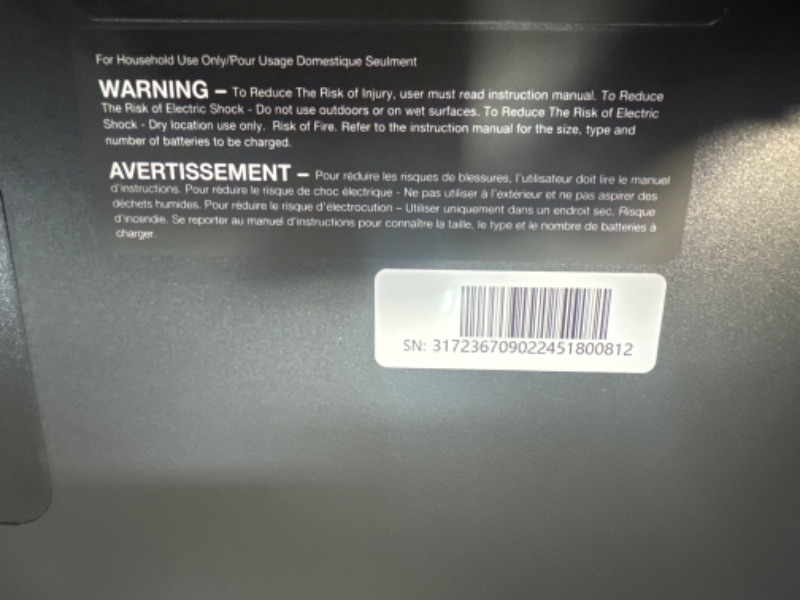 For Household Use Only/Pour Usage Domestique Seulment
WARNING – To Reduce The Risk of Injury, user must read instruction manual. To Reduce
The Risk of Electric Shock - Do not use outdoors or on wet surfaces. To Reduce The Risk of Electric
Shock - Dry location use only. Risk of Fire. Refer to the instruction manual for the size, type and
number of batteries to be charged.
AVERTISSEMENT – Pour réduire les risques de blessures, l'utilisateur doit lire le manuel
d'instructions. Pour réduire le risque de choc électrique - Ne pas utiliser à l'extérieur et ne pas aspirer des
déchets humides. Pour réduire le risque d'électrocution – Utiliser uniquement dans un endroit sec. Risque
d'incendie. Se reporter au manuel d'instructions pour connaître la taille, le type et le nombre de batteries à
charger.
SN: 317236709022451800812